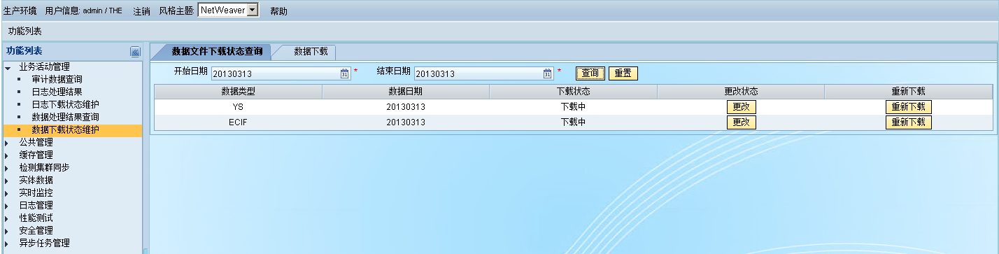 生产环境 用户信息: admin / THE 注销 风格主题: NetWeaver 帮助
功能列表
功能列表
业务活动管理
审计数据查询
日志处理结果
日志下载状态维护
数据处理结果查询
数据下载状态维护
公共管理
缓存管理
检测集群同步
实体数据
实时监控
日志管理
性能测试
安全管理
异步任务管理
数据文件下载状态查询 数据下载
开始日期 20130313 * 结束日期 20130313 * 查询 重置
数据类型 数据日期 下载状态 更改状态 重新下载
YS 20130313 下载中 更改 重新下载
ECIF 20130313 下载中 更改 重新下载